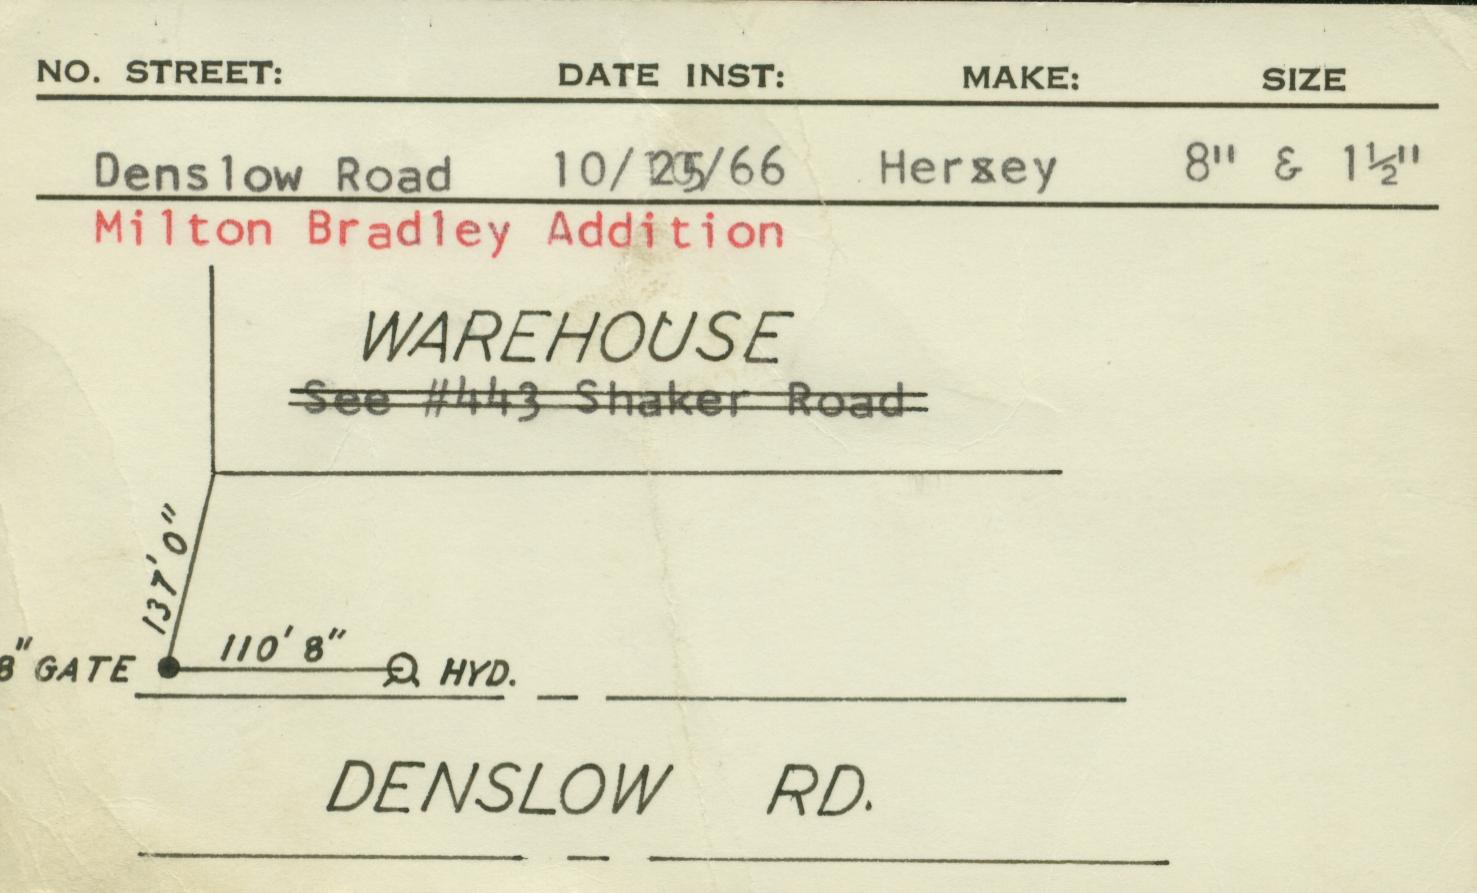 NO. STREET: DATE INST: MAKE: SIZE
Denslow Road 10/25/66 Hersey 8" & 1½"
Milton Bradley Addition
WAREHOUSE
See #443 Shaker Road
137' 0"
110' 8"
8" GATE HYD.
DENSLOW RD.